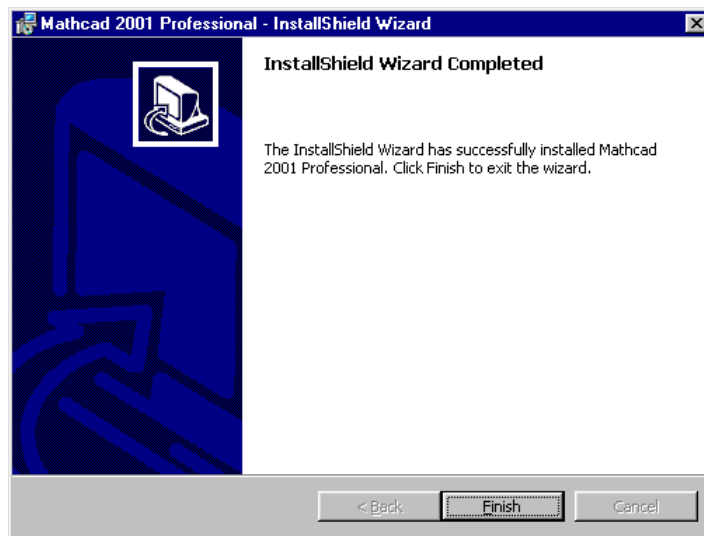 Mathcad 2001 Professional - InstallShield Wizard
InstallShield Wizard Completed
The InstallShield Wizard has successfully installed Mathcad
2001 Professional. Click Finish to exit the wizard.
< Back
Finish
Cancel